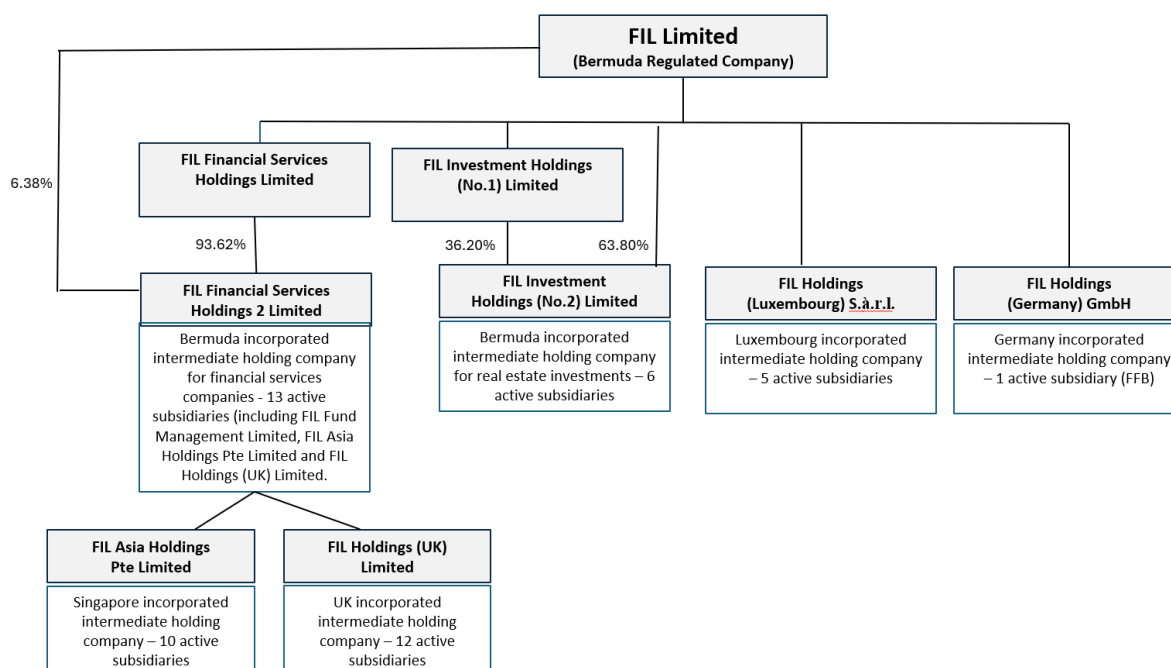 FIL Limited
(Bermuda Regulated Company)
FIL Financial Services
Holdings Limited
FIL Investment Holdings
(No.1) Limited
6.38%
93.62%
36.20%
63.80%
FIL Financial Services
Holdings 2 Limited
Bermuda incorporated
intermediate holding company
for financial services
companies - 13 active
subsidiaries (including FIL Fund
Management Limited, FIL Asia
Holdings Pte Limited and FIL
Holdings (UK) Limited.
FIL Investment
Holdings (No.2) Limited
Bermuda incorporated
intermediate holding company
for real estate investments – 6
active subsidiaries
FIL Holdings
(Luxembourg) S.à.r.l.
Luxembourg incorporated
intermediate holding company
– 5 active subsidiaries
FIL Holdings
(Germany) GmbH
Germany incorporated
intermediate holding company
– 1 active subsidiary (FFB)
FIL Asia Holdings
Pte Limited
Singapore incorporated
intermediate holding
company – 10 active
subsidiaries
FIL Holdings (UK)
Limited
UK incorporated
intermediate holding
company – 12 active
subsidiaries